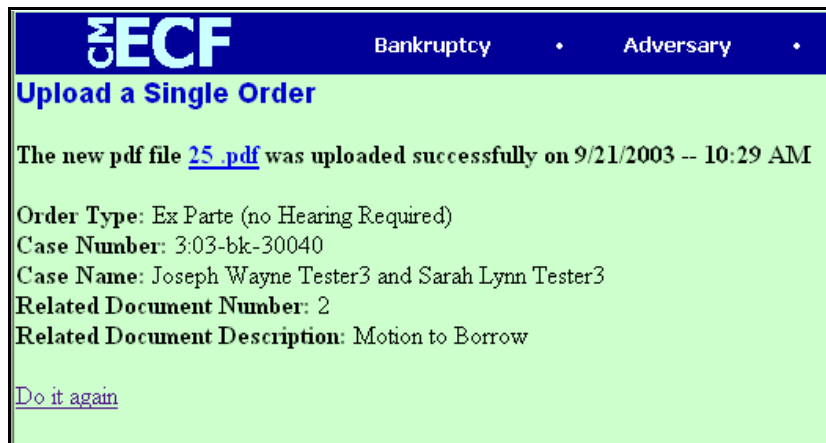 CM ECF Bankruptcy • Adversary •
Upload a Single Order
The new pdf file 25 .pdf was uploaded successfully on 9/21/2003 -- 10:29 AM
Order Type: Ex Parte (no Hearing Required)
Case Number: 3:03-bk-30040
Case Name: Joseph Wayne Tester3 and Sarah Lynn Tester3
Related Document Number: 2
Related Document Description: Motion to Borrow
Do it again